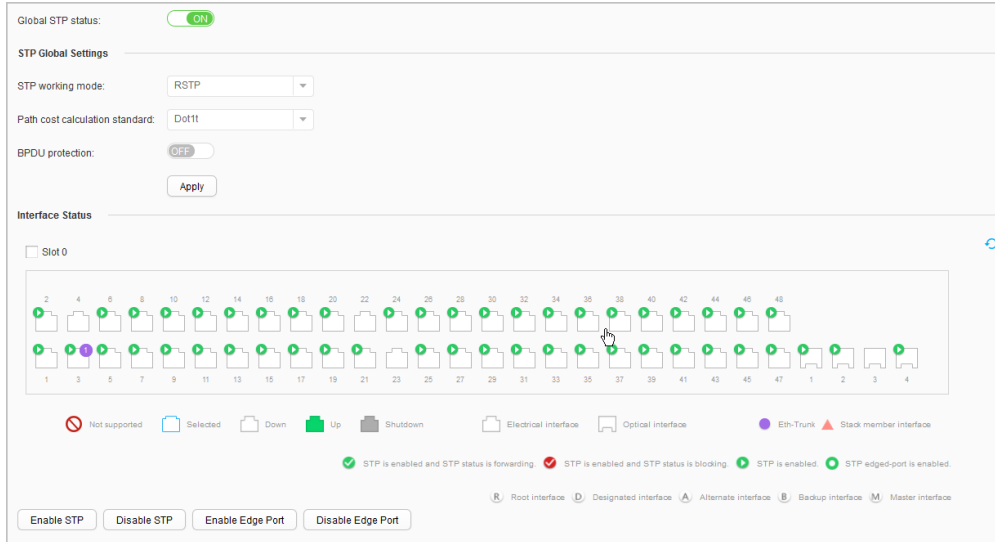 Global STP status: ON
STP Global Settings
STP working mode: RSTP
Path cost calculation standard: Dot1t
BPDU protection: OFF
Apply
Interface Status
Slot 0
2 4 6 8 10 12 14 16 18 20 22 24 26 28 30 32 34 36 38 40 42 44 46 48
1
1 3 5 7 9 11 13 15 17 19 21 23 25 27 29 31 33 35 37 39 41 43 45 47 1 2 3 4
Not supported Selected Down Up Shutdown Electrical interface Optical interface Eth-Trunk Stack member interface
STP is enabled and STP status is forwarding. STP is enabled and STP status is blocking. STP is enabled. STP edged-port is enabled.
R Root interface D Designated interface A Alternate interface B Backup interface M Master interface
Enable STP Disable STP Enable Edge Port Disable Edge Port